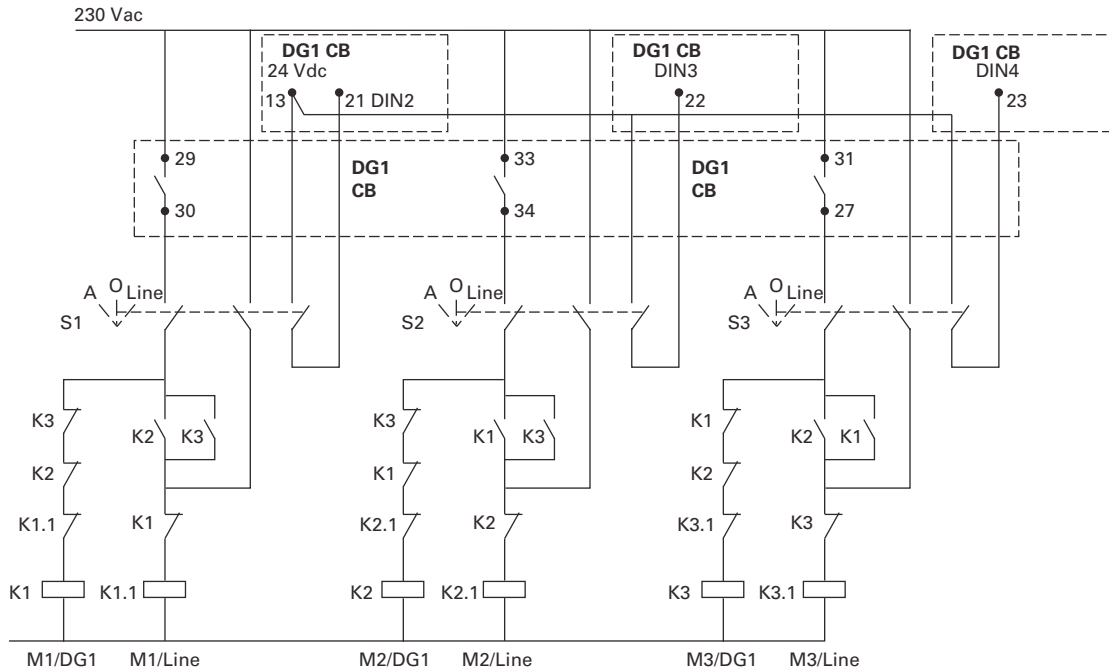 230 Vac
DG1 CB
24 Vdc
13
21 DIN2
DG1 CB
DIN3
22
DG1 CB
DIN4
23
29
30
DG1
CB
33
34
DG1
CB
31
27
A O Line
S1
A O Line
S2
A O Line
S3
K3
K2
K3
K2
K1.1
K1
K1
K1.1
K3
K1
K3
K1
K2.1
K2
K2
K2.1
K1
K2
K1
K2
K3.1
K3
K3
K3.1
M1/DG1
M1/Line
M2/DG1
M2/Line
M3/DG1
M3/Line